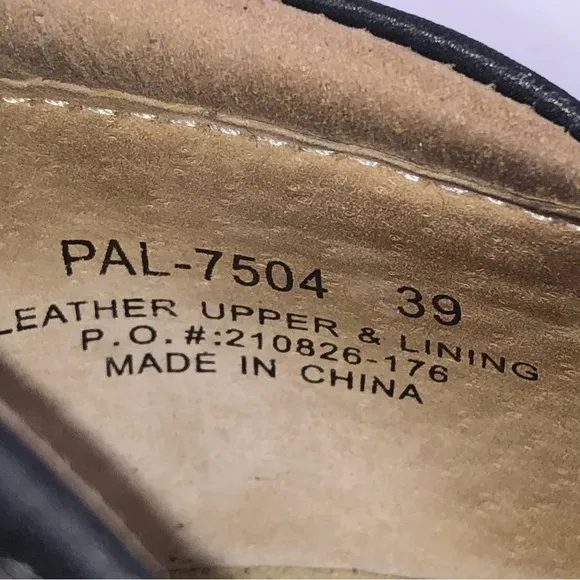 PAL-7504 39
LEATHER UPPER & LINING
P.O.#:210826-176
MADE IN CHINA